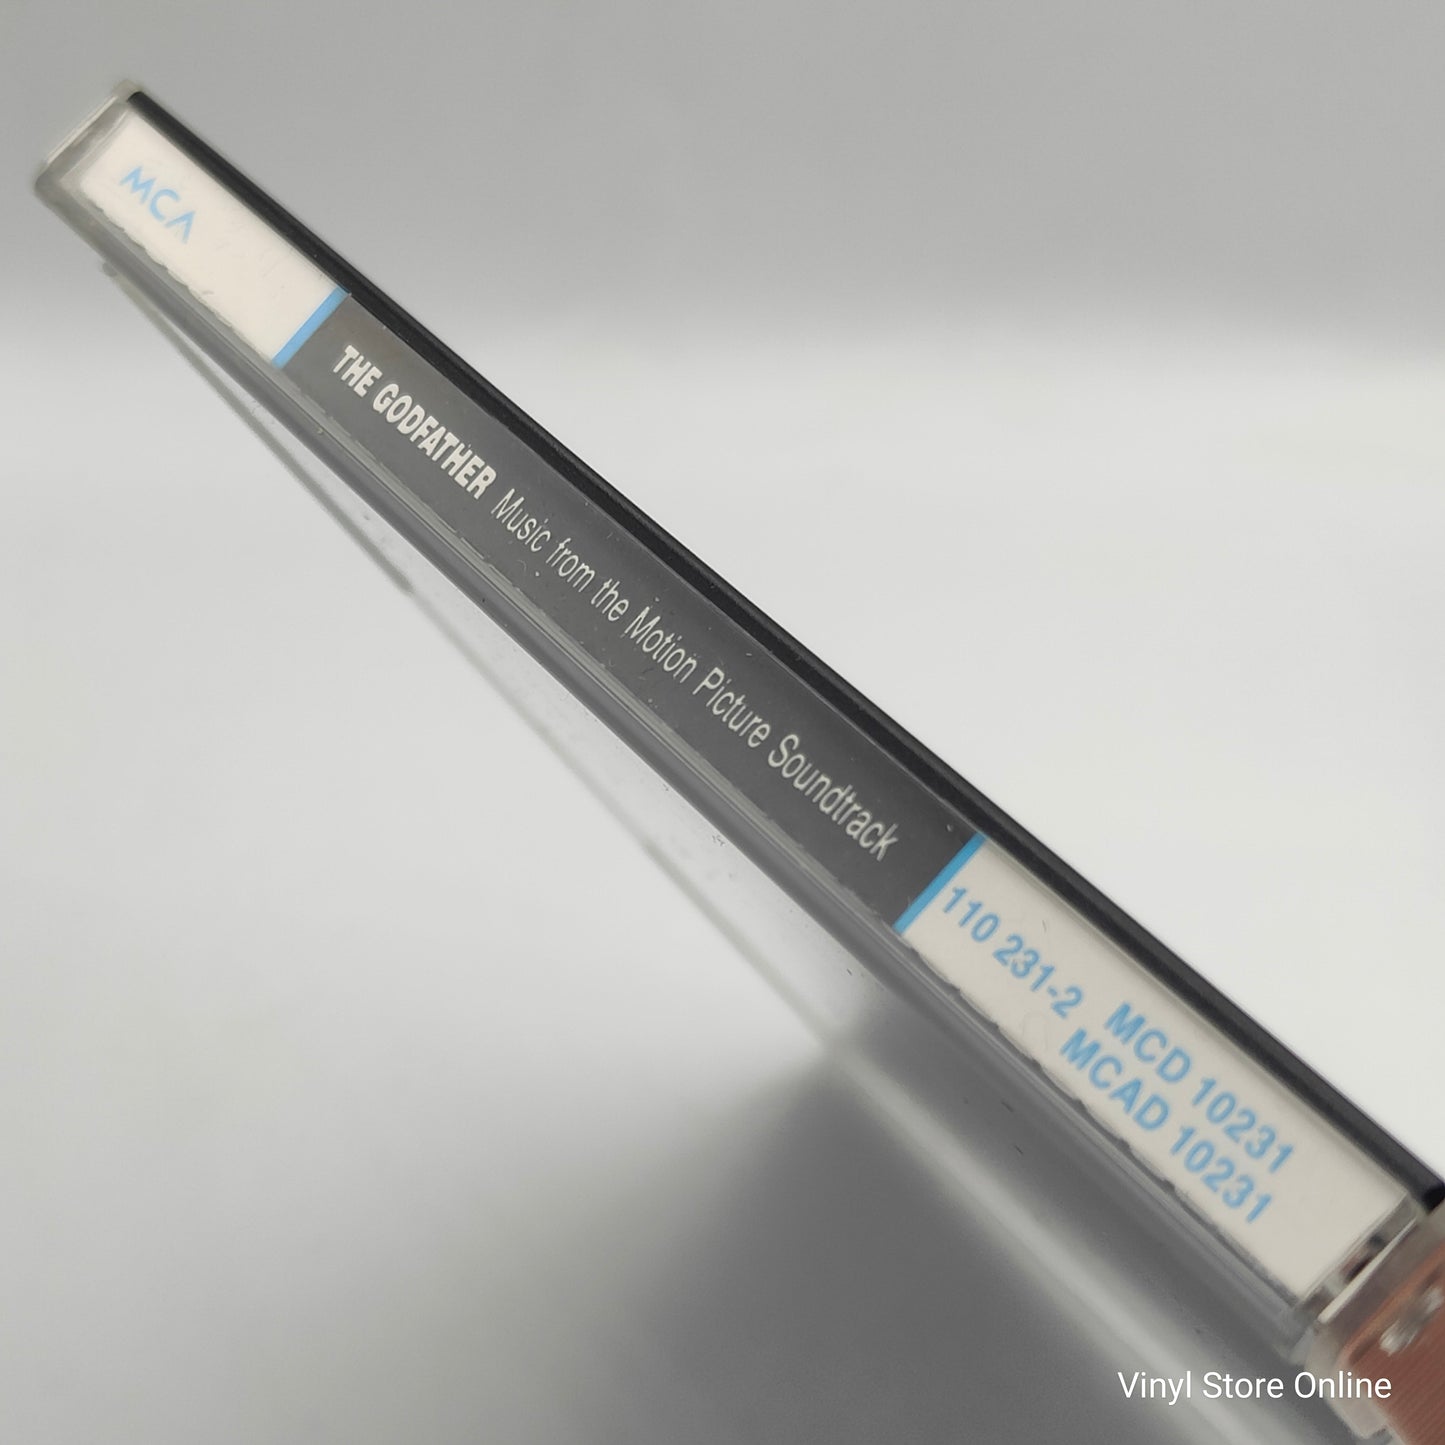 MCA
THE GODFATHER Music from the Motion Picture Soundtrack
110 231-2 MCD 10231
MCAD 10231
Vinyl Store Online